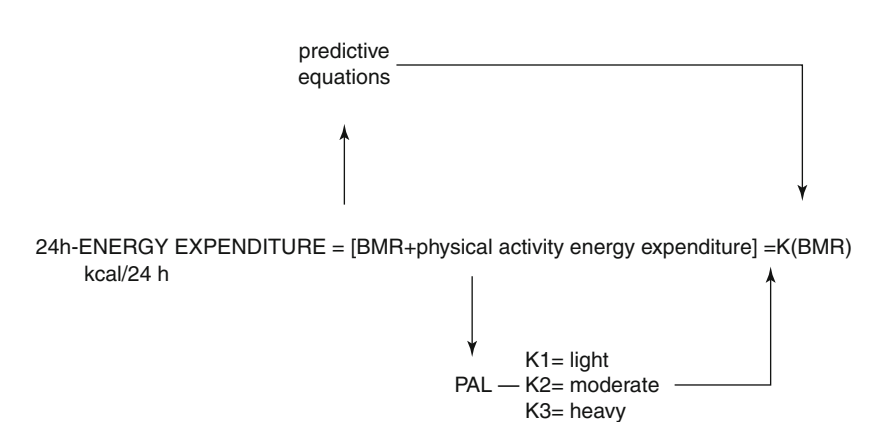 predictive
equations
24h-ENERGY EXPENDITURE = [BMR+physical activity energy expenditure] =K(BMR)
kcal/24 h
K1= light
PAL — K2= moderate
K3= heavy